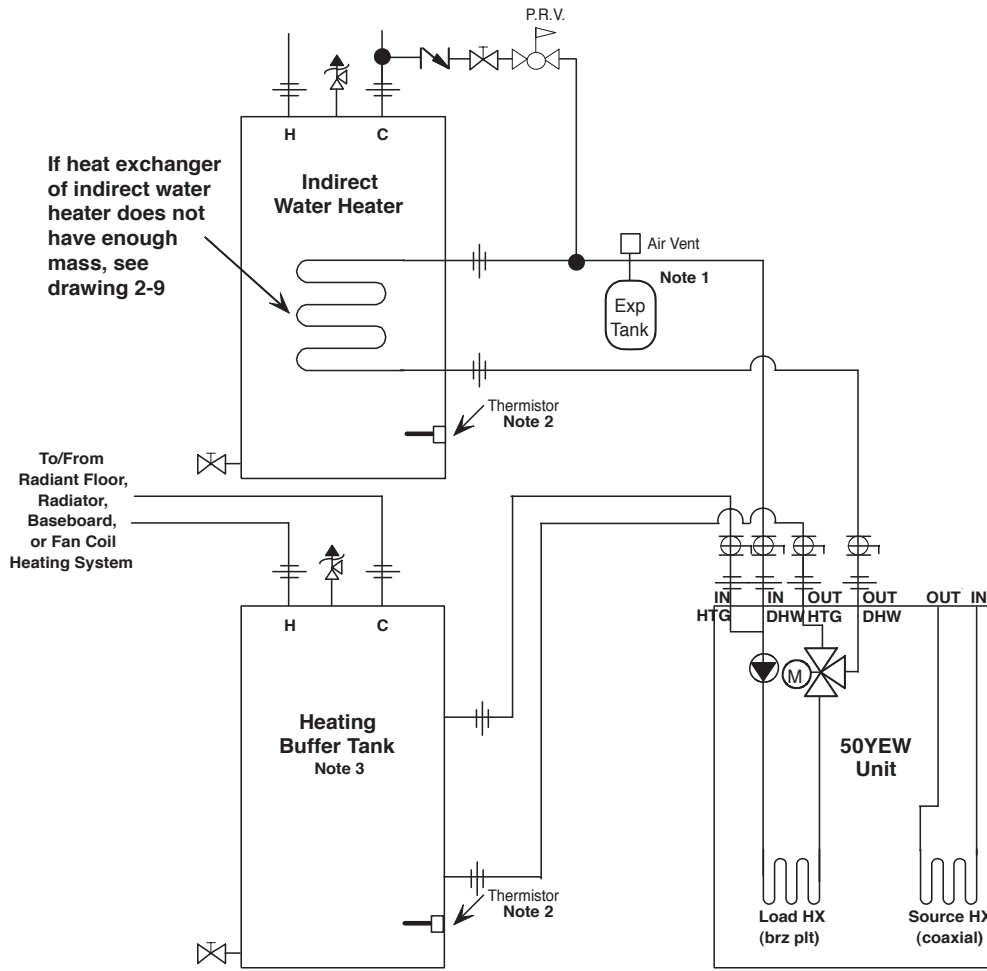 P.R.V.
H
C
If heat exchanger
of indirect water
heater does not
have enough
mass, see
drawing 2-9
Indirect
Water Heater
Air Vent
Note 1
Exp
Tank
Thermistor
Note 2
To/From
Radiant Floor,
Radiator,
Baseboard,
or Fan Coil
Heating System
H
C
IN
HTG
IN
DHW
OUT
HTG
OUT
DHW
OUT
IN
M
Heating
Buffer Tank
Note 3
50YEW
Unit
Thermistor
Note 2
Load HX
(brz plt)
Source HX
(coaxial)